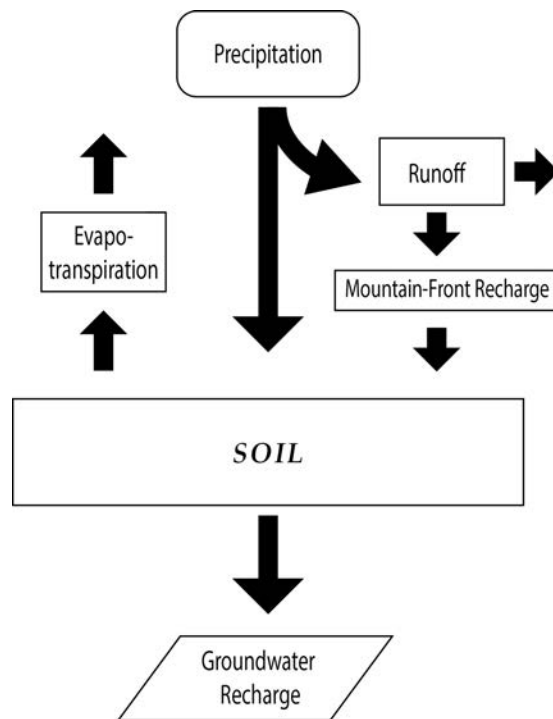 Precipitation
Runoff
Evapo-
transpiration
Mountain-Front Recharge
SOIL
Groundwater
Recharge